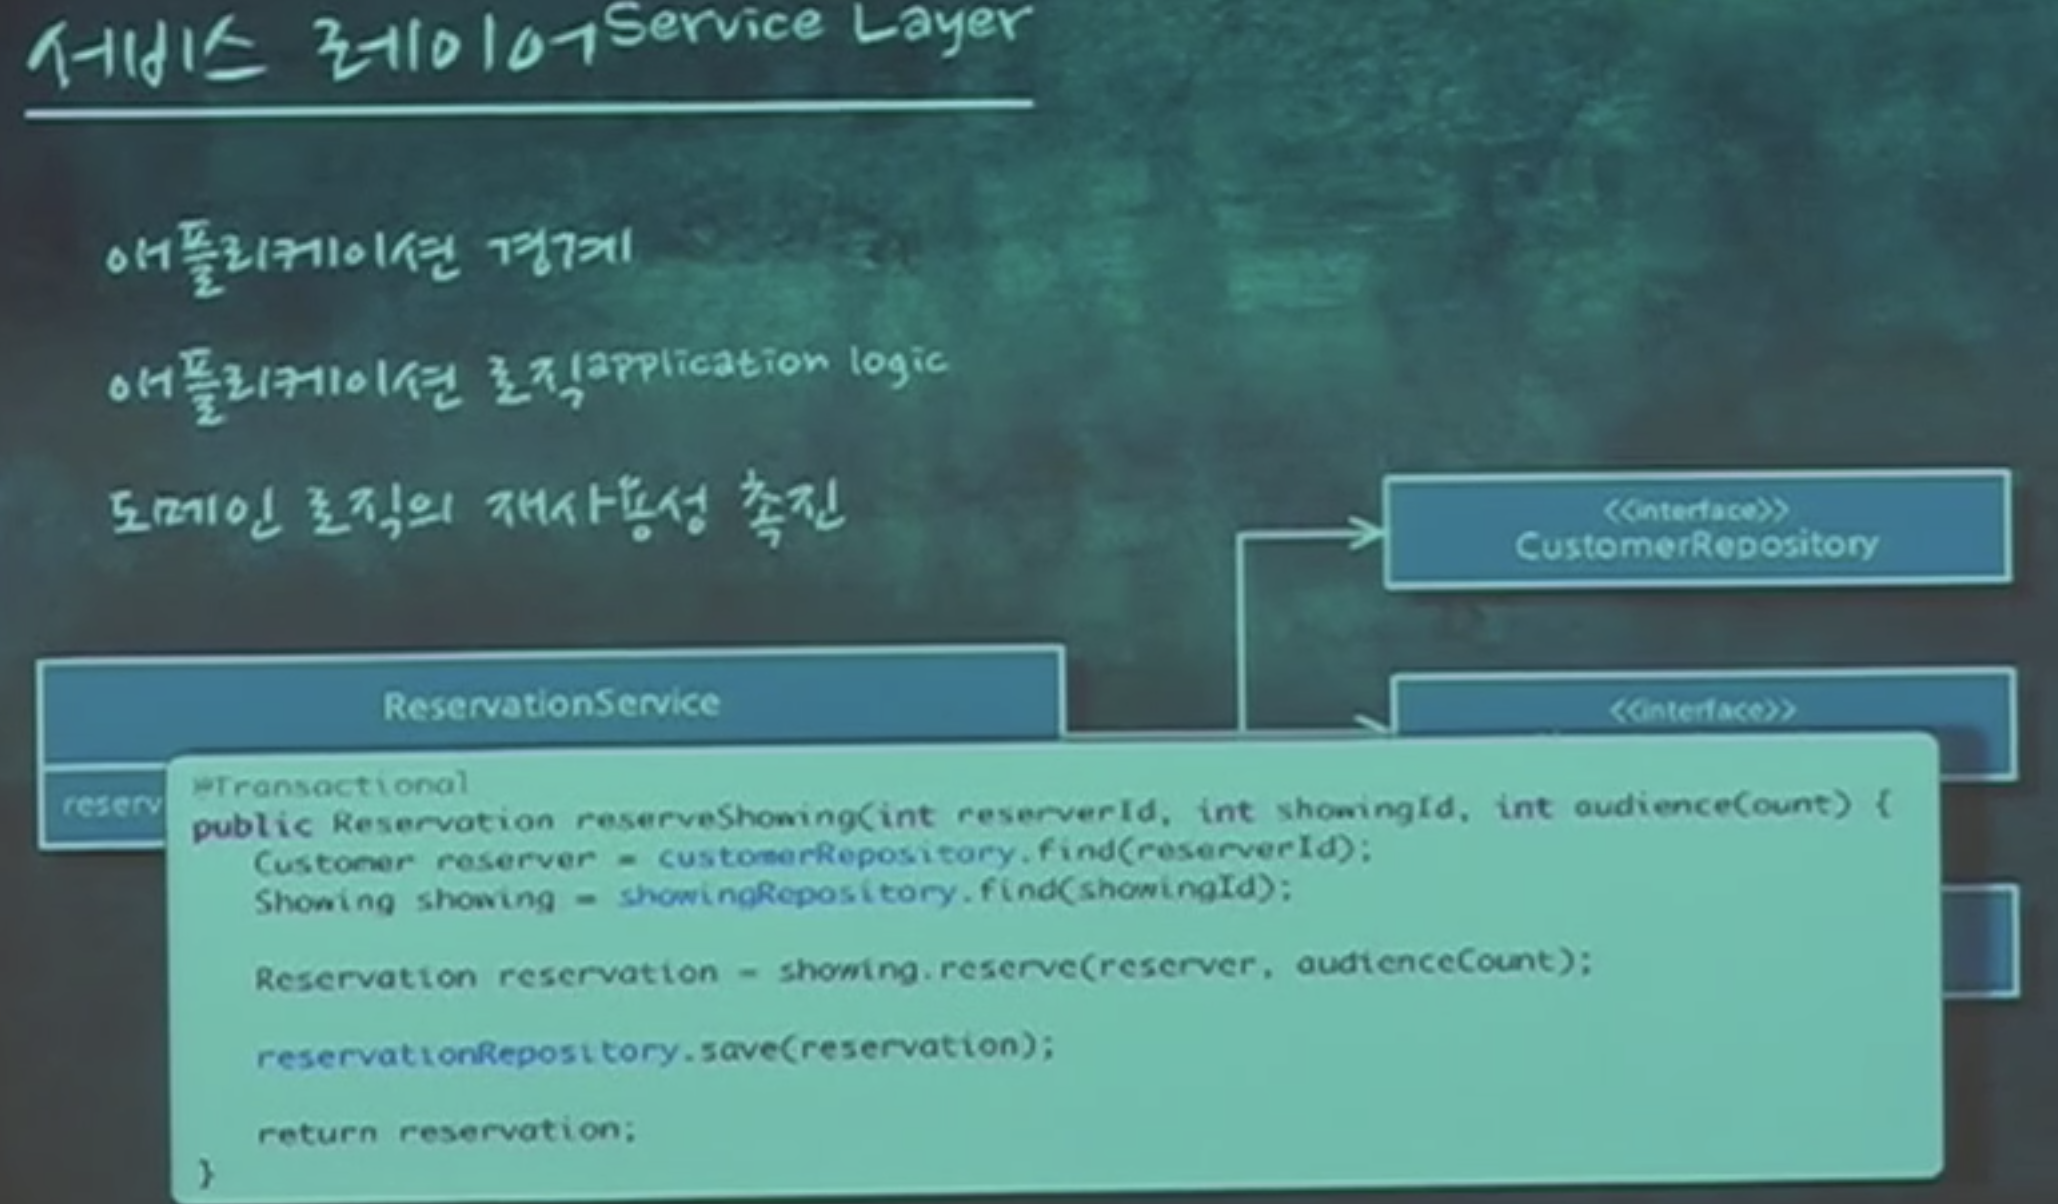 서비스 레이어Service Layer
애플리케이션 경계
애플리케이션 로직application logic
도메인 로직의 재사용성 촉진
<<interface>>
CustomerRepository
ReservationService
<<interface>>
reserv
@Transactional
public Reservation reserveShowing(int reserverId, int showingId, int audienceCount) {
Customer reserver = customerRepository.find(reserverId);
Showing showing = showingRepository.find(showingId);
Reservation reservation = showing.reserve(reserver, audienceCount);
reservationRepository.save(reservation);
return reservation;
}